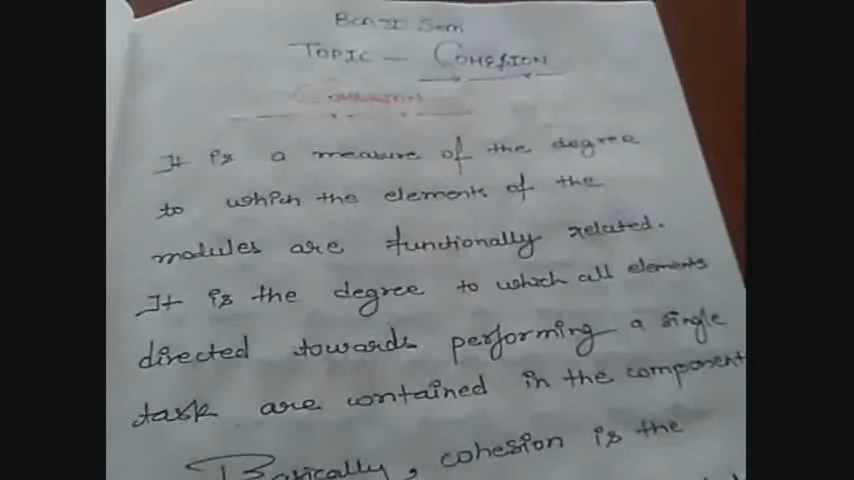 BCA II Sem
TOPIC - COHESION
COHESION
It is a measure of the degree
to which the elements of the
modules are functionally related.
It is the degree to which all elements
directed towards performing a single
task are contained in the component
Basically, cohesion is the